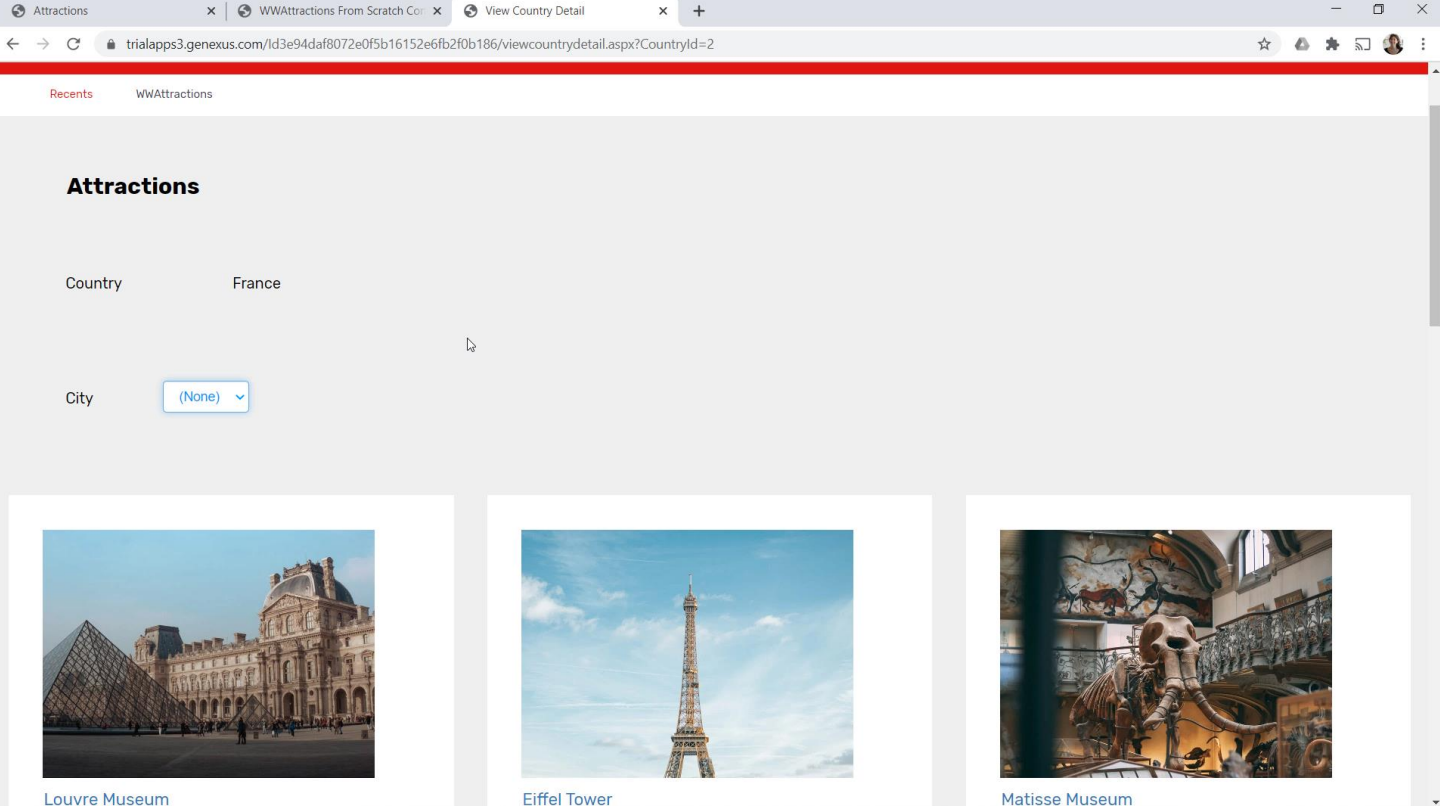 Attractions
WWAttractions From Scratch Con
View Country Detail
trialapps3.genexus.com/Id3e94daf8072e0f5b16152e6fb2f0b186/viewcountrydetail.aspx?CountryId=2
Recents WWAttractions
Attractions
Country France
City (None)
Louvre Museum
Eiffel Tower
Matisse Museum